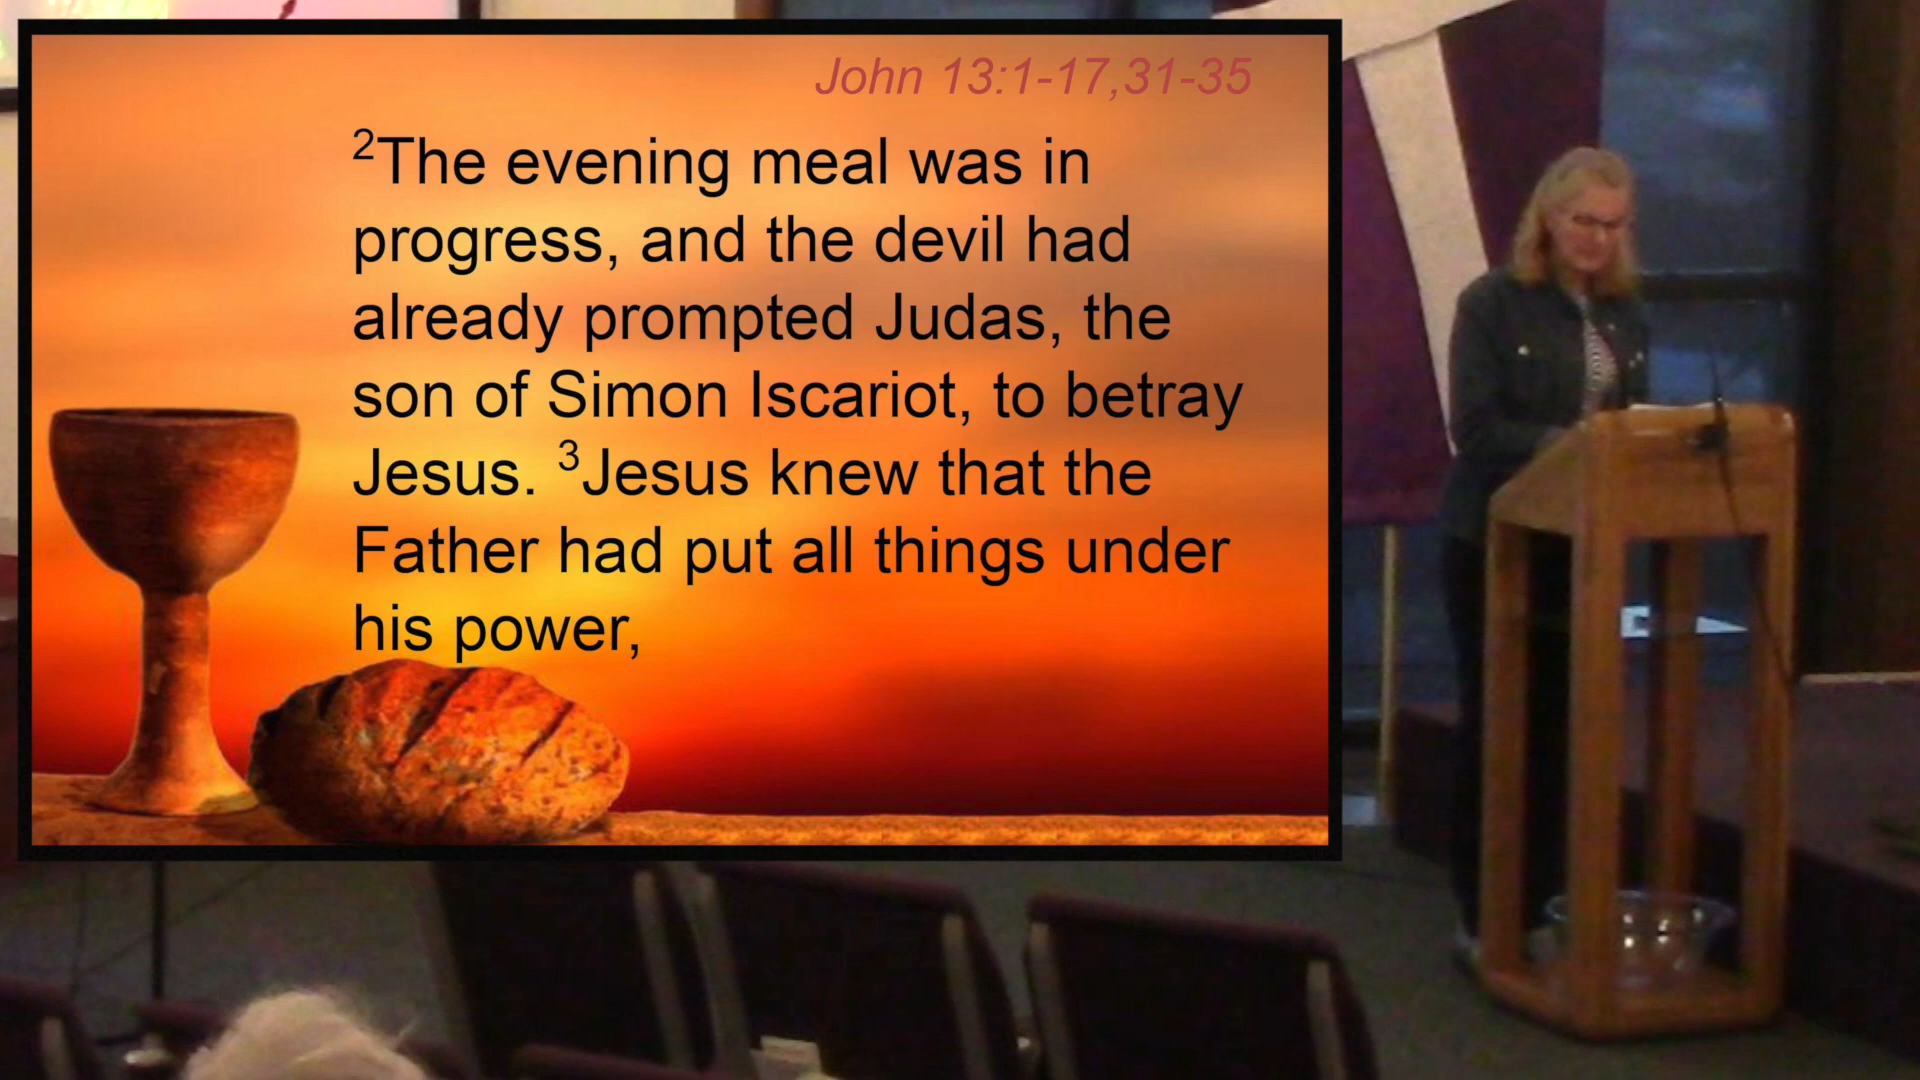 John 13:1-17,31-35
²The evening meal was in
progress, and the devil had
already prompted Judas, the
son of Simon Iscariot, to betray
Jesus. ³Jesus knew that the
Father had put all things under
his power,